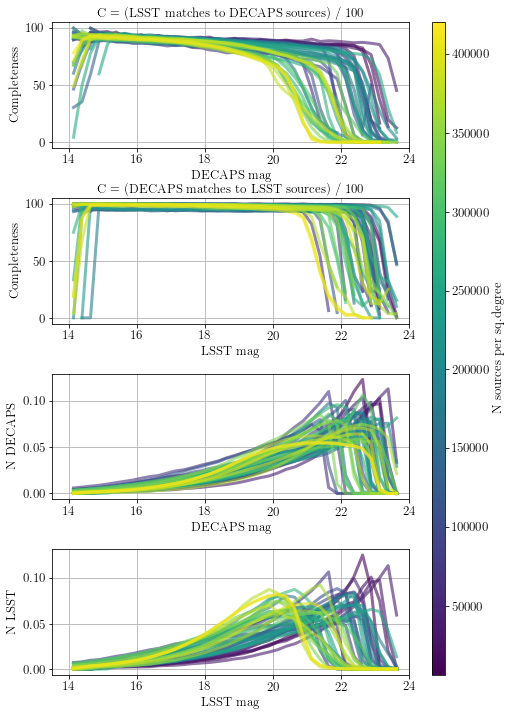 C = (LSST matches to DECAPS sources) / 100
100
50
0
Completeness
14 16 18 20 22 24
DECAPS mag
C = (DECAPS matches to LSST sources) / 100
100
50
0
Completeness
14 16 18 20 22 24
LSST mag
0.10
0.05
0.00
N DECAPS
14 16 18 20 22 24
DECAPS mag
0.10
0.05
0.00
N LSST
14 16 18 20 22 24
LSST mag
400000
350000
300000
250000
200000
150000
100000
50000
N sources per sq.degree